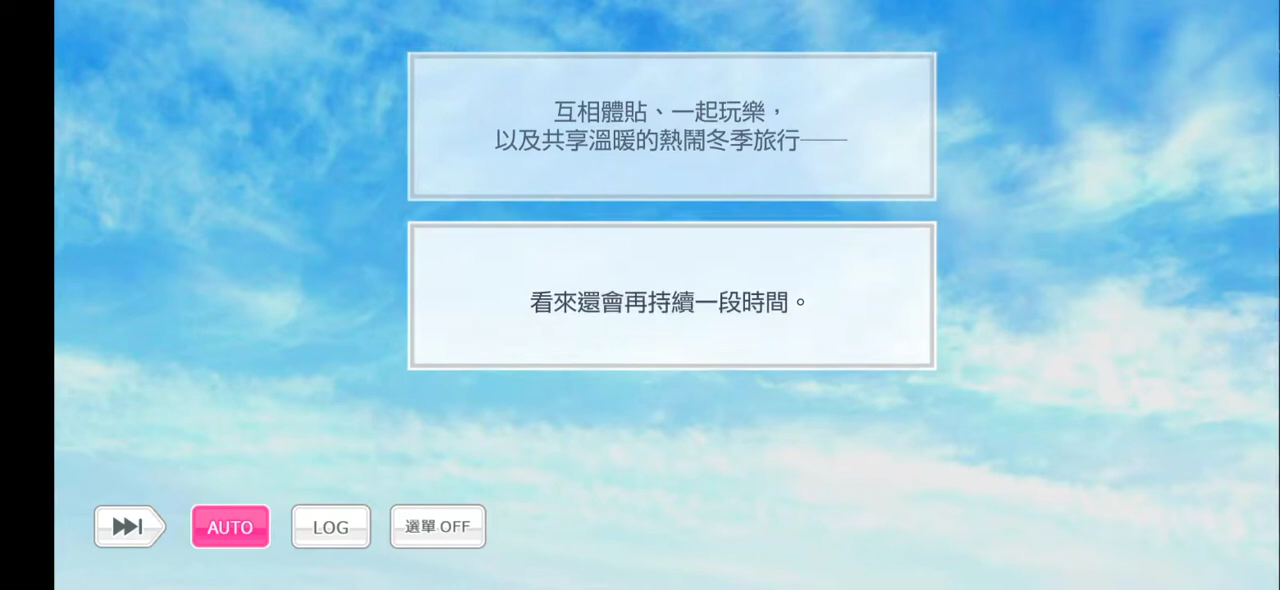 互相體貼、一起玩樂，
以及共享溫暖的熱鬧冬季旅行——
看來還會再持續一段時間。
AUTO
LOG
選單 OFF